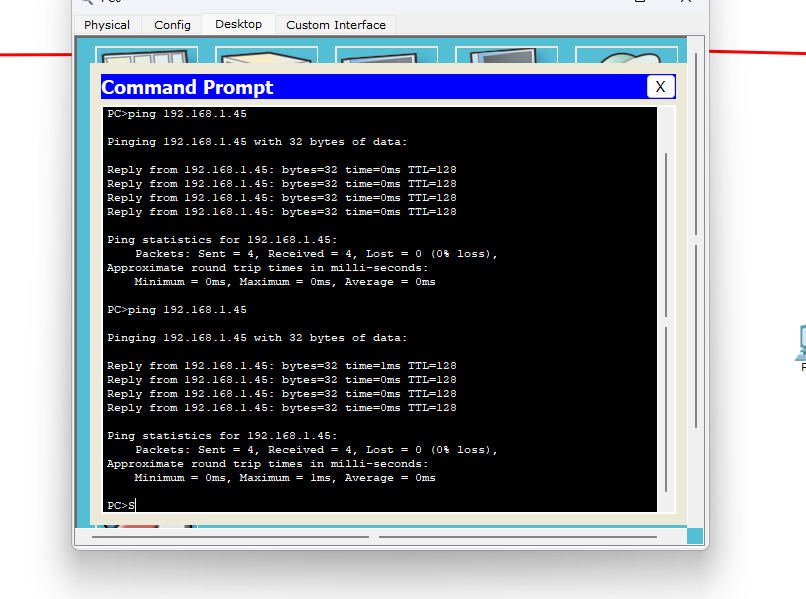 Physical Config Desktop Custom Interface
Command Prompt X
PC>ping 192.168.1.45
Pinging 192.168.1.45 with 32 bytes of data:
Reply from 192.168.1.45: bytes=32 time=0ms TTL=128
Reply from 192.168.1.45: bytes=32 time=0ms TTL=128
Reply from 192.168.1.45: bytes=32 time=0ms TTL=128
Reply from 192.168.1.45: bytes=32 time=0ms TTL=128
Ping statistics for 192.168.1.45:
    Packets: Sent = 4, Received = 4, Lost = 0 (0% loss),
Approximate round trip times in milli-seconds:
    Minimum = 0ms, Maximum = 0ms, Average = 0ms
PC>ping 192.168.1.45
Pinging 192.168.1.45 with 32 bytes of data:
Reply from 192.168.1.45: bytes=32 time=1ms TTL=128
Reply from 192.168.1.45: bytes=32 time=0ms TTL=128
Reply from 192.168.1.45: bytes=32 time=0ms TTL=128
Reply from 192.168.1.45: bytes=32 time=0ms TTL=128
Ping statistics for 192.168.1.45:
    Packets: Sent = 4, Received = 4, Lost = 0 (0% loss),
Approximate round trip times in milli-seconds:
    Minimum = 0ms, Maximum = 1ms, Average = 0ms
PC>S